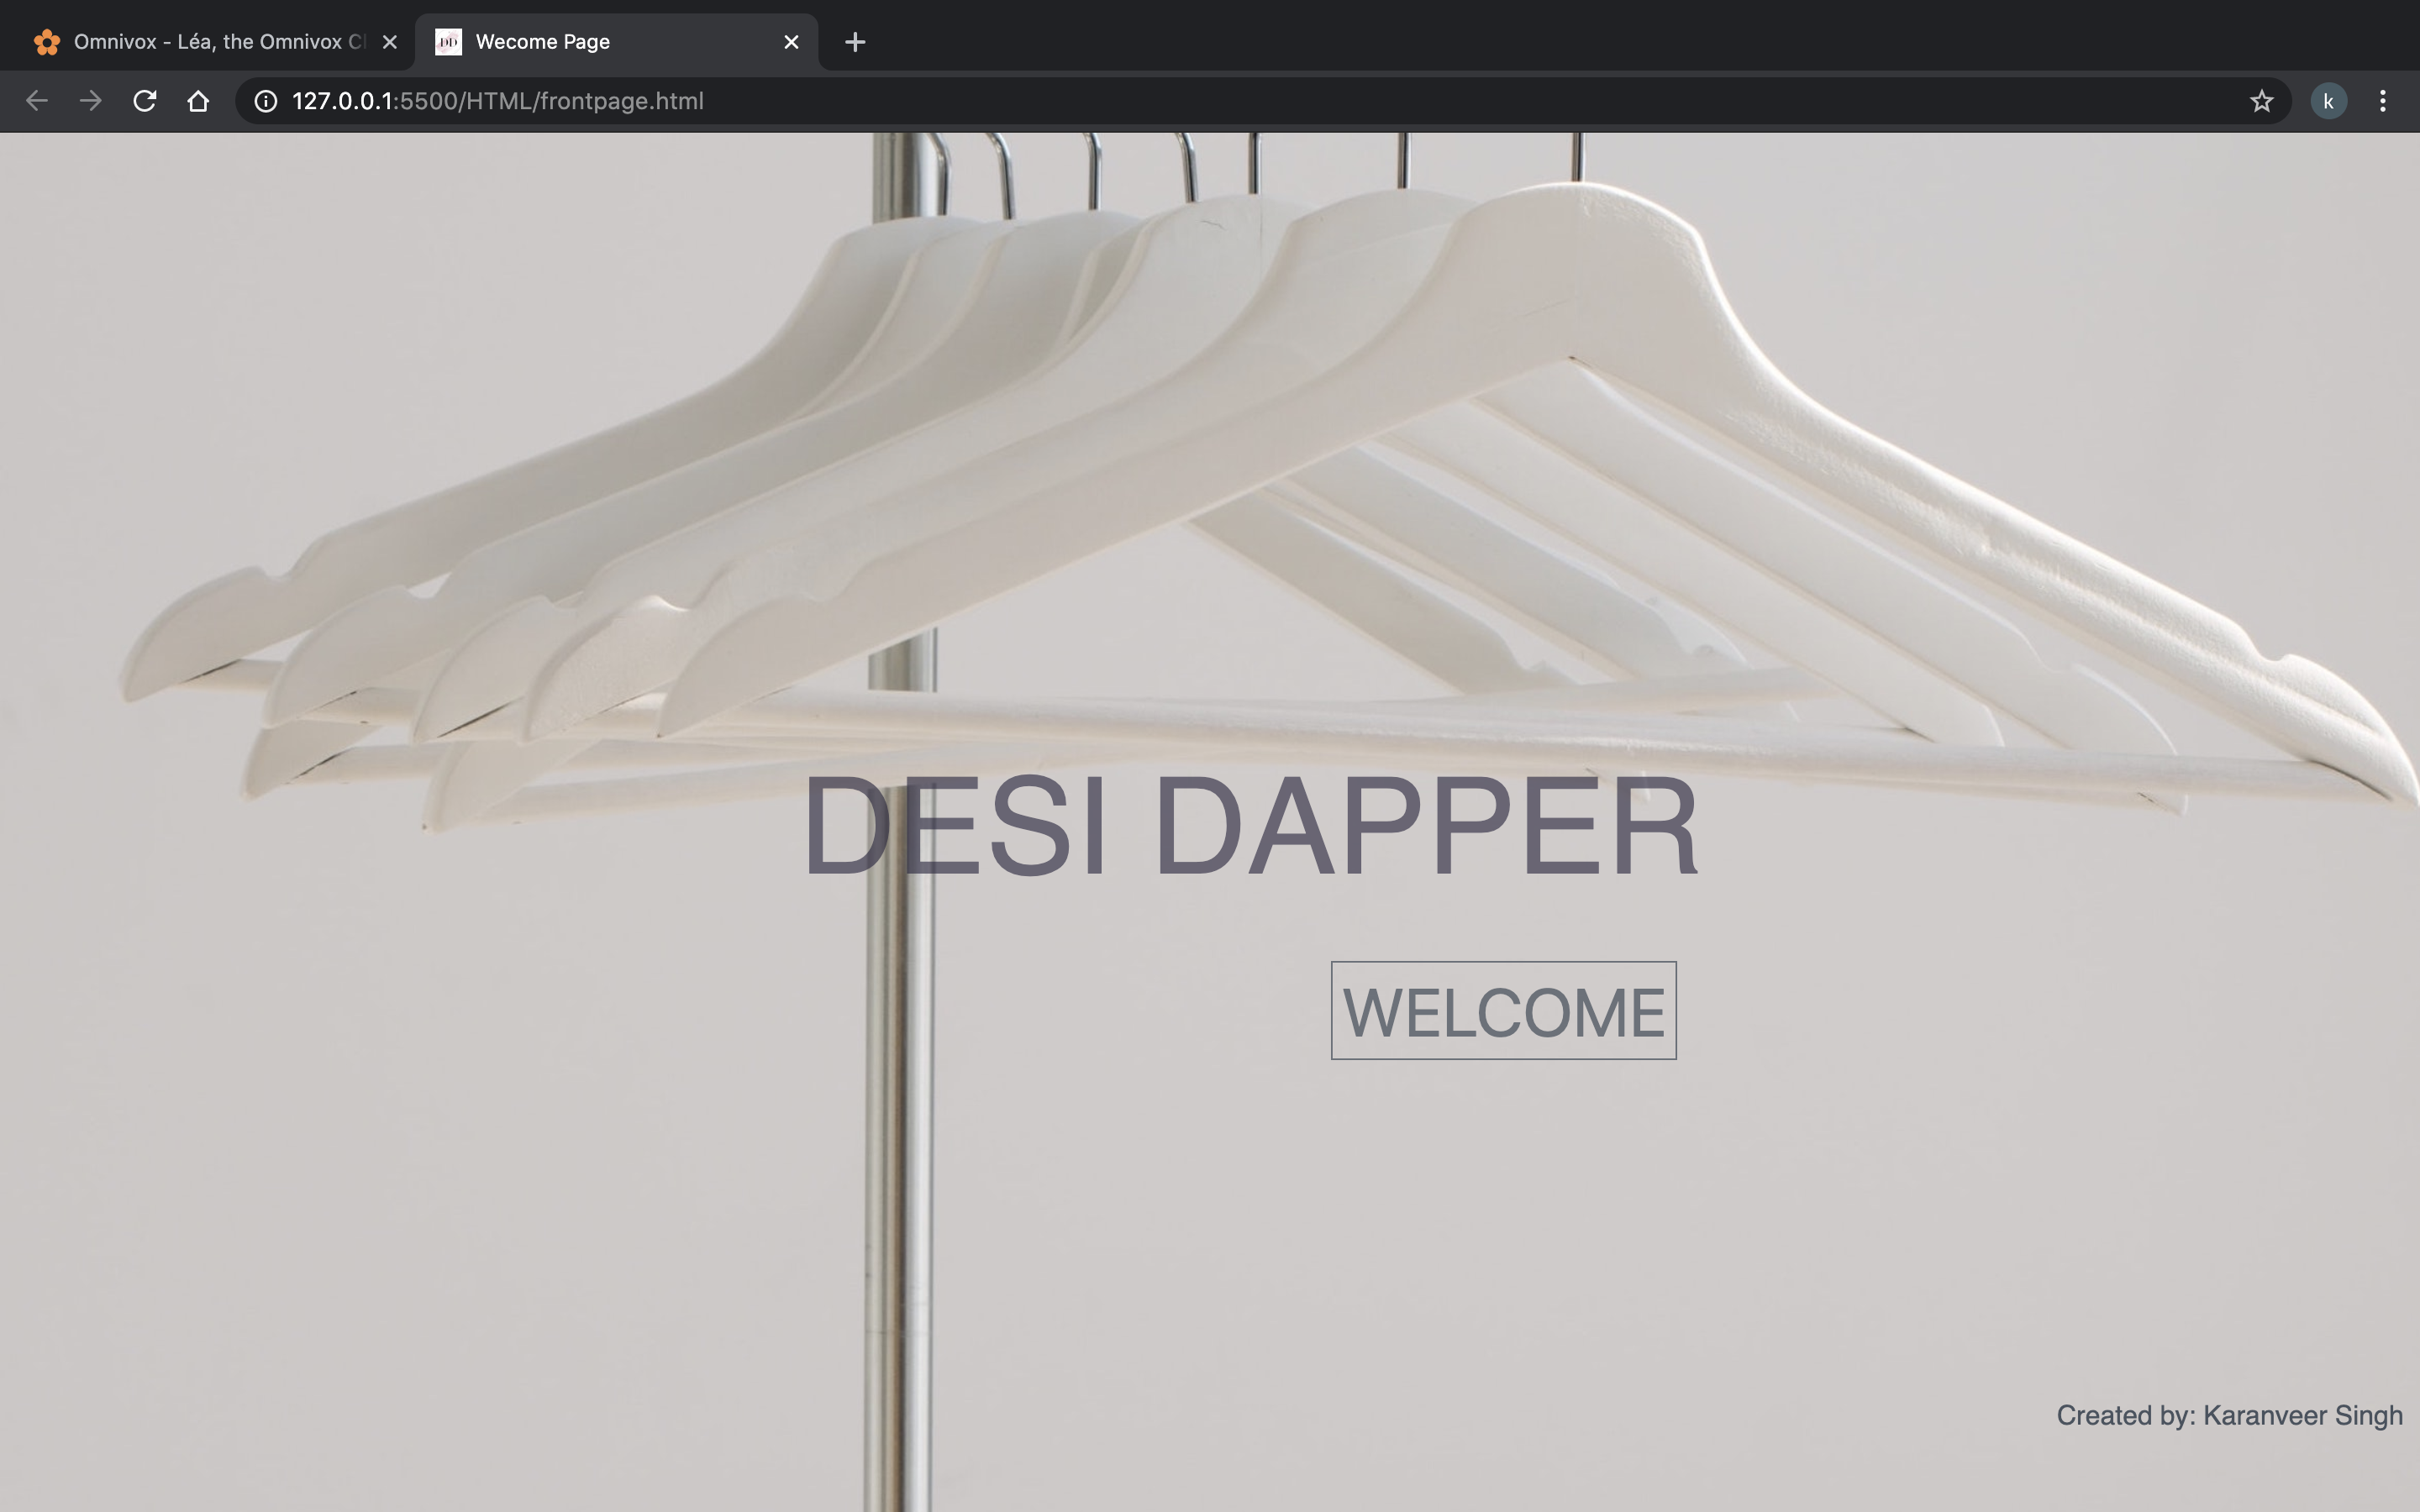 Omnivox - Léa, the Omnivox Cl
DD Wecome Page
127.0.0.1:5500/HTML/frontpage.html
k
DESI DAPPER
WELCOME
Created by: Karanveer Singh